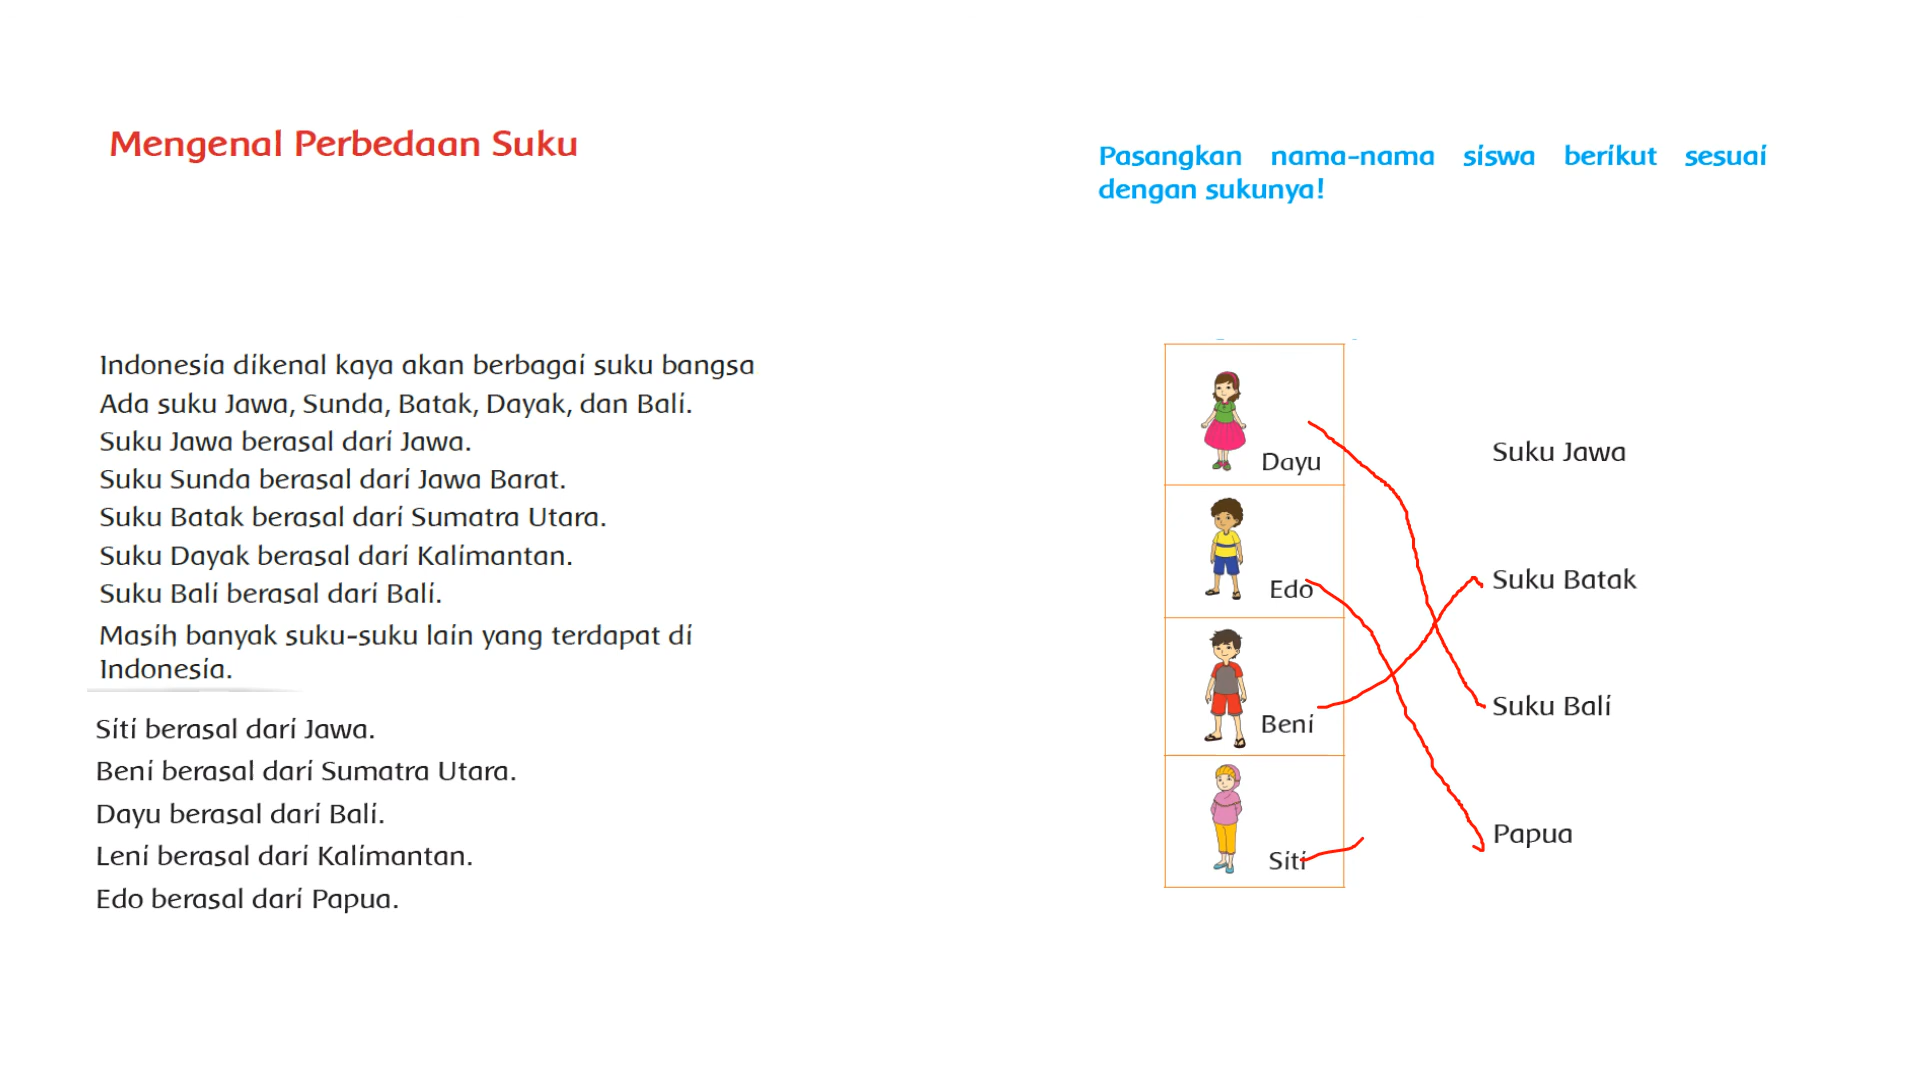 Mengenal Perbedaan Suku
Indonesia dikenal kaya akan berbagai suku bangsa
Ada suku Jawa, Sunda, Batak, Dayak, dan Bali.
Suku Jawa berasal dari Jawa.
Suku Sunda berasal dari Jawa Barat.
Suku Batak berasal dari Sumatra Utara.
Suku Dayak berasal dari Kalimantan.
Suku Bali berasal dari Bali.
Masih banyak suku-suku lain yang terdapat di
Indonesia.
Siti berasal dari Jawa.
Beni berasal dari Sumatra Utara.
Dayu berasal dari Bali.
Leni berasal dari Kalimantan.
Edo berasal dari Papua.
Pasangkan nama-nama siswa berikut sesuai
dengan sukunya!
Dayu
Edo
Beni
Siti
Suku Jawa
Suku Batak
Suku Bali
Papua